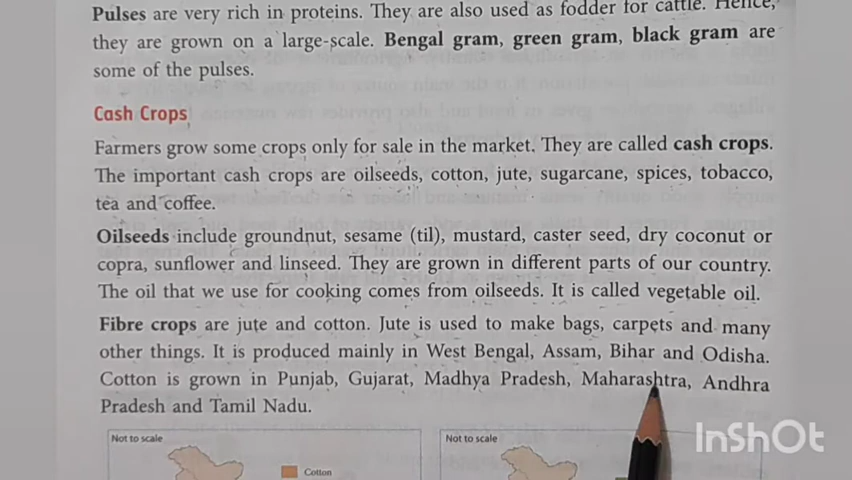 Pulses are very rich in proteins. They are also used as fodder for cattle. Hence,
they are grown on a large-scale. Bengal gram, green gram, black gram are
some of the pulses.
Cash Crops
Farmers grow some crops only for sale in the market. They are called cash crops.
The important cash crops are oilseeds, cotton, jute, sugarcane, spices, tobacco,
tea and coffee.
Oilseeds include groundnut, sesame (til), mustard, caster seed, dry coconut or
copra, sunflower and linseed. They are grown in different parts of our country.
The oil that we use for cooking comes from oilseeds. It is called vegetable oil.
Fibre crops are jute and cotton. Jute is used to make bags, carpets and many
other things. It is produced mainly in West Bengal, Assam, Bihar and Odisha.
Cotton is grown in Punjab, Gujarat, Madhya Pradesh, Maharashtra, Andhra
Pradesh and Tamil Nadu.
Not to scale
Cotton
Not to scale
InShOt